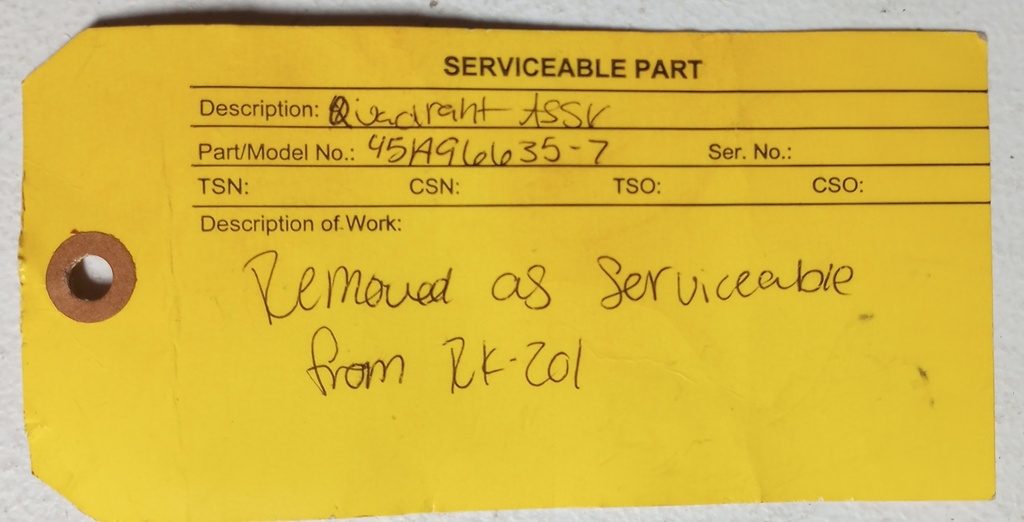 SERVICEABLE PART
Description: Quadrant Assy
Part/Model No.: 45A96635-7 Ser. No.:
TSN: CSN: TSO: CSO:
Description of Work:
Removed as Serviceable
from RK-201